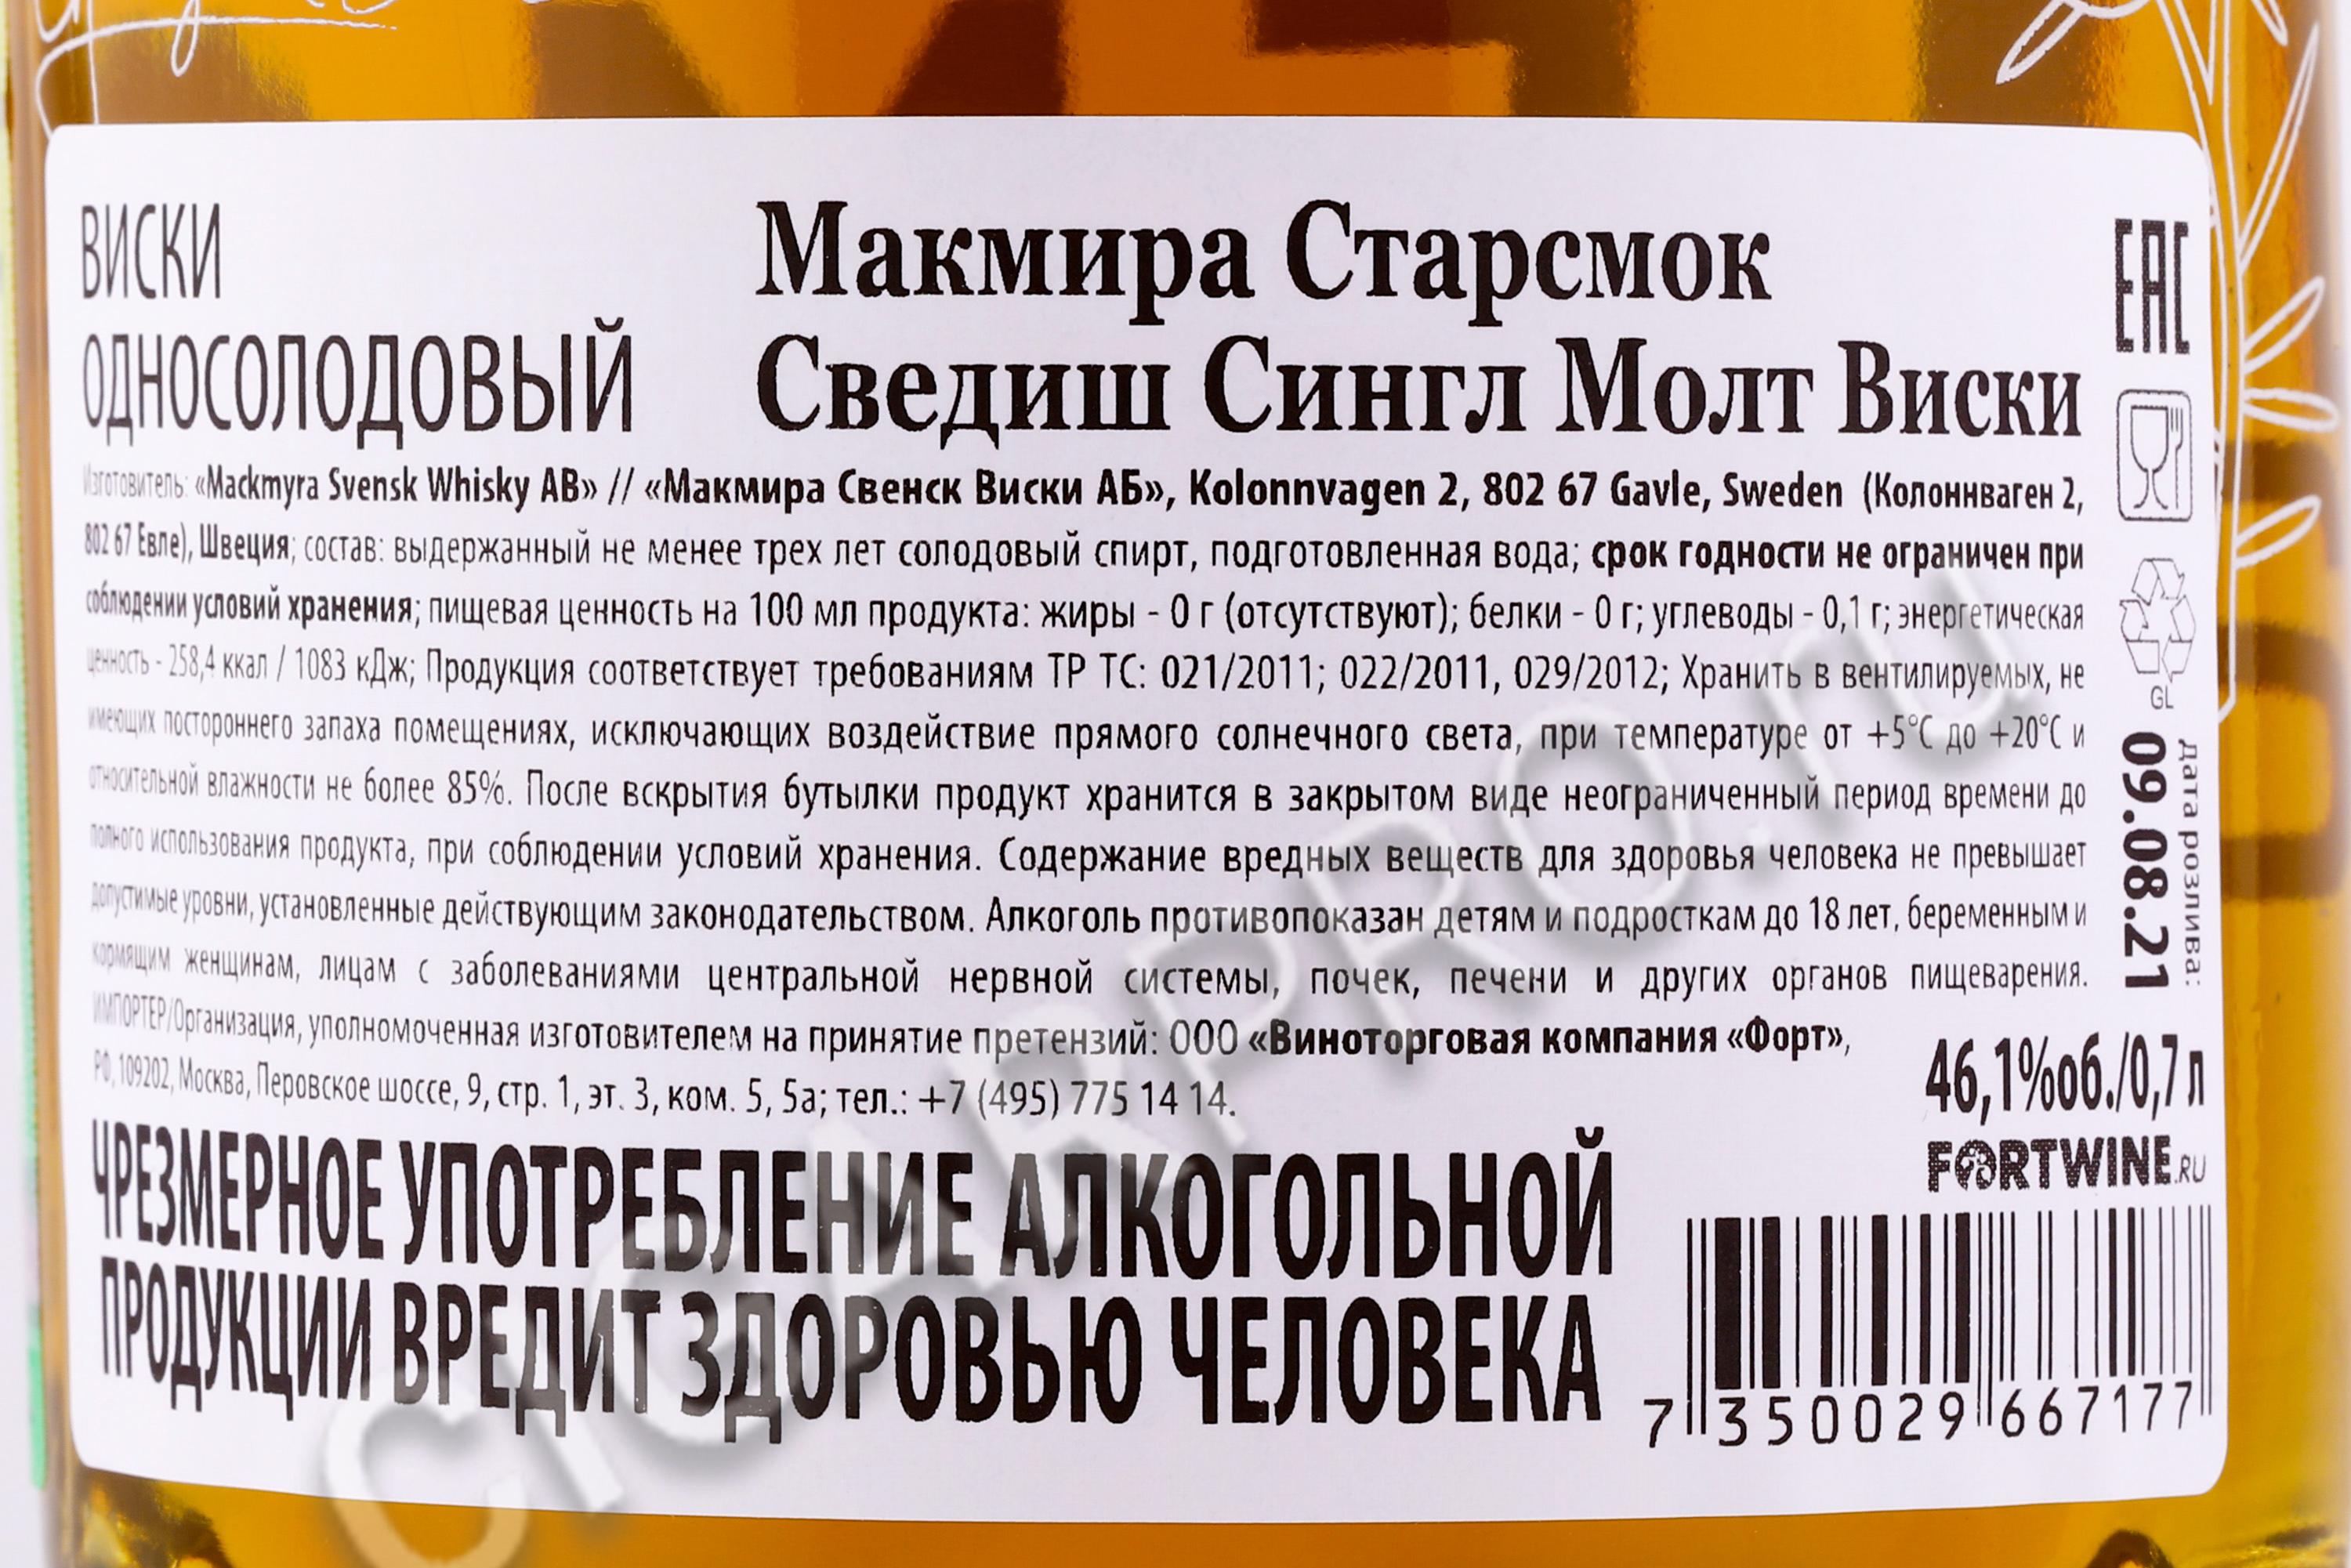 ВИСКИ
ОДНОСОЛОДОВЫЙ
Макмира Старсмок
Сведиш Сингл Молт Виски
Изготовитель: «Mackmyra Svensk Whisky AB» // «Макмира Свенск Виски АБ», Kolonnvagen 2, 802 67 Gavle, Sweden (Колоннваген 2,
802 67 Евле), Швеция; состав: выдержанный не менее трех лет солодовый спирт, подготовленная вода; срок годности не ограничен при
соблюдении условий хранения; пищевая ценность на 100 мл продукта: жиры - 0 г (отсутствуют); белки - 0 г; углеводы - 0,1 г; энергетическая
ценность - 258,4 ккал / 1083 кДж; Продукция соответствует требованиям ТР ТС: 021/2011; 022/2011, 029/2012; Хранить в вентилируемых, не
имеющих постороннего запаха помещениях, исключающих воздействие прямого солнечного света, при температуре от +5°С до +20°С и
относительной влажности не более 85%. После вскрытия бутылки продукт хранится в закрытом виде неограниченный период времени до
полного использования продукта, при соблюдении условий хранения. Содержание вредных веществ для здоровья человека не превышает
допустимые уровни, установленные действующим законодательством. Алкоголь противопоказан детям и подросткам до 18 лет, беременным и
кормящим женщинам, лицам с заболеваниями центральной нервной системы, почек, печени и других органов пищеварения.
ИМПОРТЕР/Организация, уполномоченная изготовителем на принятие претензий: ООО «Виноторговая компания «Форт»,
РФ, 109202, Москва, Перовское шоссе, 9, стр. 1, эт. 3, ком. 5, 5а; тел.: +7 (495) 775 14 14.
ЧРЕЗМЕРНОЕ УПОТРЕБЛЕНИЕ АЛКОГОЛЬНОЙ
ПРОДУКЦИИ ВРЕДИТ ЗДОРОВЬЮ ЧЕЛОВЕКА
EAC
GL
дата розлива:
09.08.21
46,1%об./0,7 л
FORTWINE.RU
7 350029 667177
CIGARPRO.ru